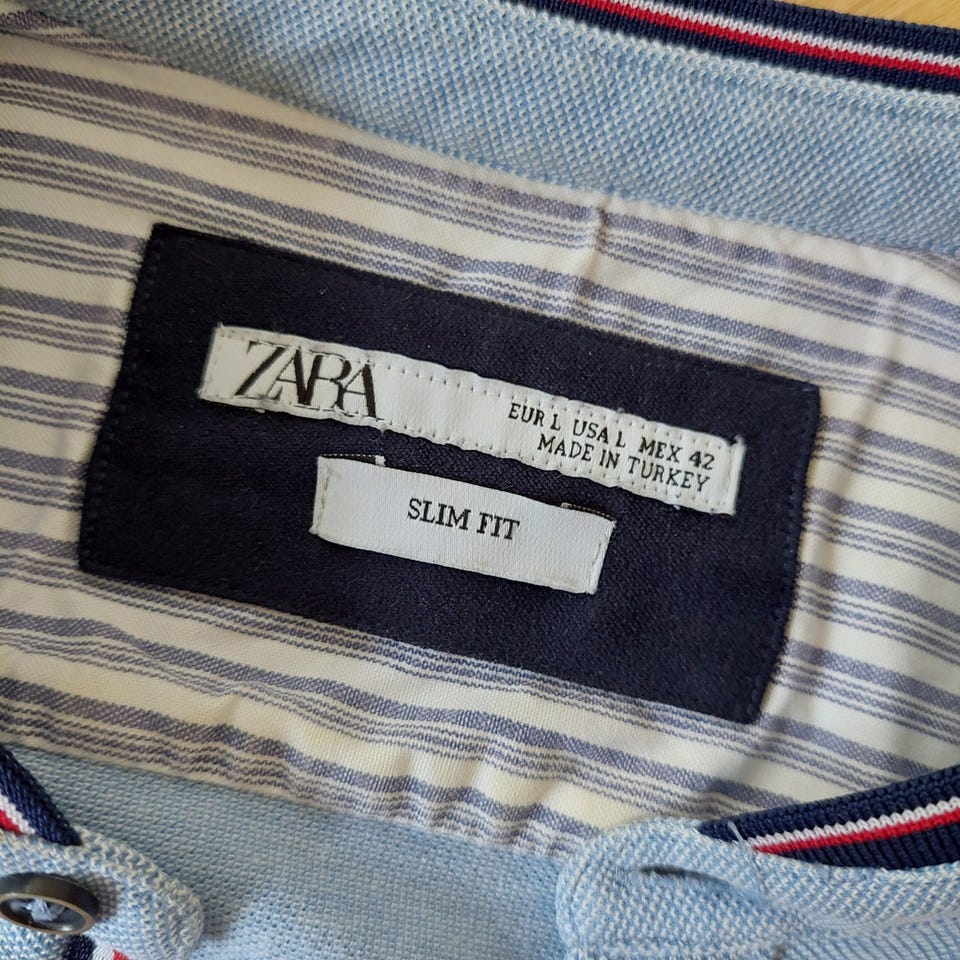 ZARA
EUR L USA L MEX 42
MADE IN TURKEY
SLIM FIT